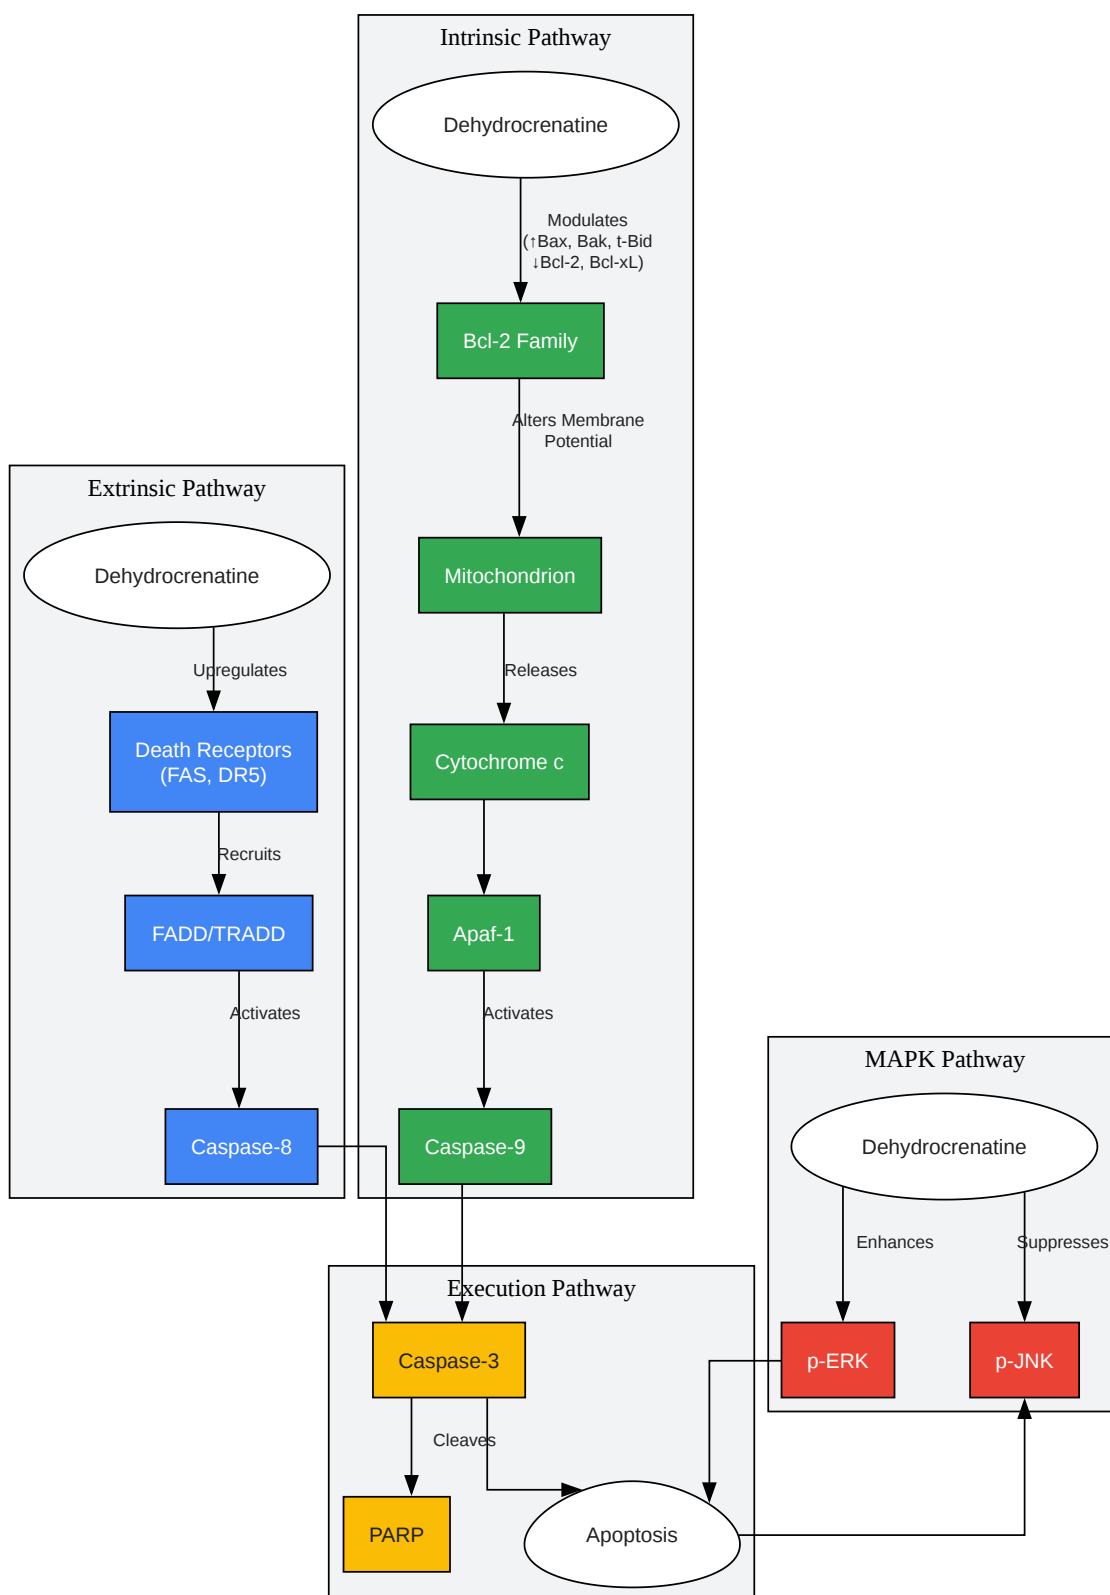 Intrinsic Pathway
Dehydrocrenatine
Modulates
(↑Bax, Bak, t-Bid
↓Bcl-2, Bcl-xL)
Bcl-2 Family
Alters Membrane
Potential
Mitochondrion
Releases
Cytochrome c
Apaf-1
Activates
Caspase-9
Extrinsic Pathway
Dehydrocrenatine
Upregulates
Death Receptors
(FAS, DR5)
Recruits
FADD/TRADD
Activates
Caspase-8
MAPK Pathway
Dehydrocrenatine
Enhances
Suppresses
p-ERK
p-JNK
Execution Pathway
Caspase-3
Cleaves
PARP
Apoptosis